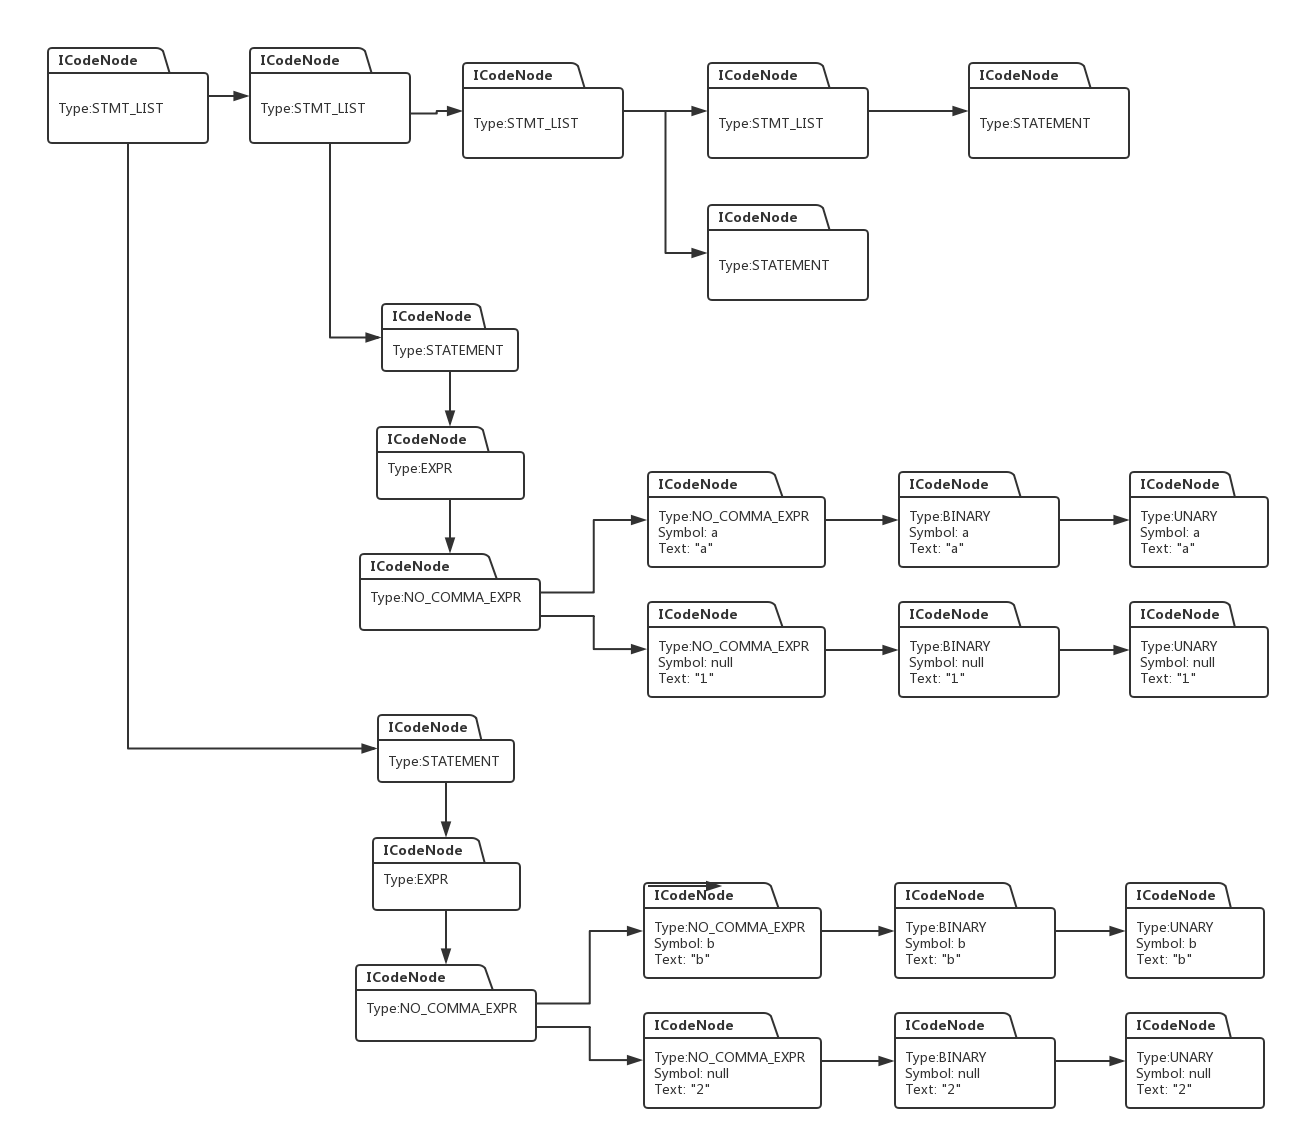 ICodeNode
Type:STMT_LIST
ICodeNode
Type:STMT_LIST
ICodeNode
Type:STMT_LIST
ICodeNode
Type:STMT_LIST
ICodeNode
Type:STATEMENT
ICodeNode
Type:STATEMENT
ICodeNode
Type:STATEMENT
ICodeNode
Type:EXPR
ICodeNode
Type:NO_COMMA_EXPR
ICodeNode
Type:NO_COMMA_EXPR
Symbol: a
Text: "a"
ICodeNode
Type:BINARY
Symbol: a
Text: "a"
ICodeNode
Type:UNARY
Symbol: a
Text: "a"
ICodeNode
Type:NO_COMMA_EXPR
Symbol: null
Text: "1"
ICodeNode
Type:BINARY
Symbol: null
Text: "1"
ICodeNode
Type:UNARY
Symbol: null
Text: "1"
ICodeNode
Type:STATEMENT
ICodeNode
Type:EXPR
ICodeNode
Type:NO_COMMA_EXPR
ICodeNode
Type:NO_COMMA_EXPR
Symbol: b
Text: "b"
ICodeNode
Type:BINARY
Symbol: b
Text: "b"
ICodeNode
Type:UNARY
Symbol: b
Text: "b"
ICodeNode
Type:NO_COMMA_EXPR
Symbol: null
Text: "2"
ICodeNode
Type:BINARY
Symbol: null
Text: "2"
ICodeNode
Type:UNARY
Symbol: null
Text: "2"